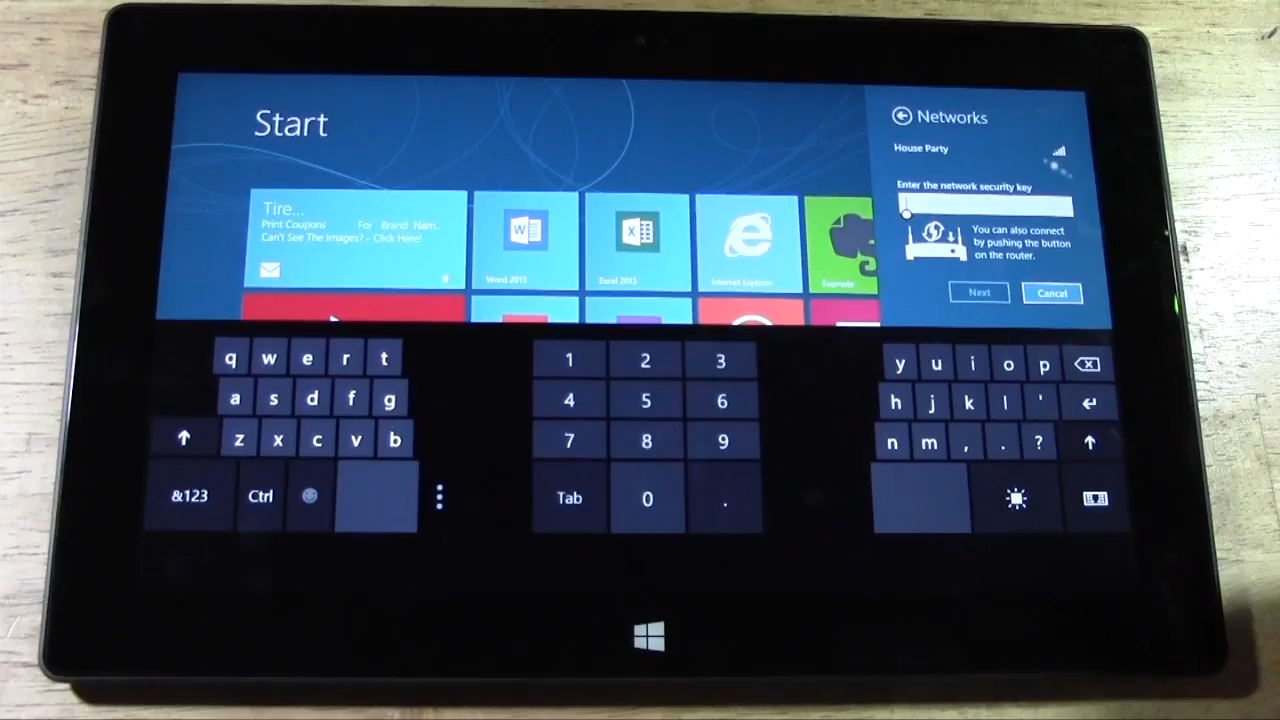 Start
Networks
House Party
Enter the network security key
You can also connect
by pushing the button
on the router.
Next
Cancel
Tire...
Print Coupons For Brand Nam..
Can't See The Images? - Click Here!
9
Word 2013
Excel 2013
Internet Explorer
Evernote
q w e r t
1 2 3
y u i o p
a s d f g
4 5 6
h j k l '
z x c v b
7 8 9
n m , . ?
&123 Ctrl
Tab 0 .